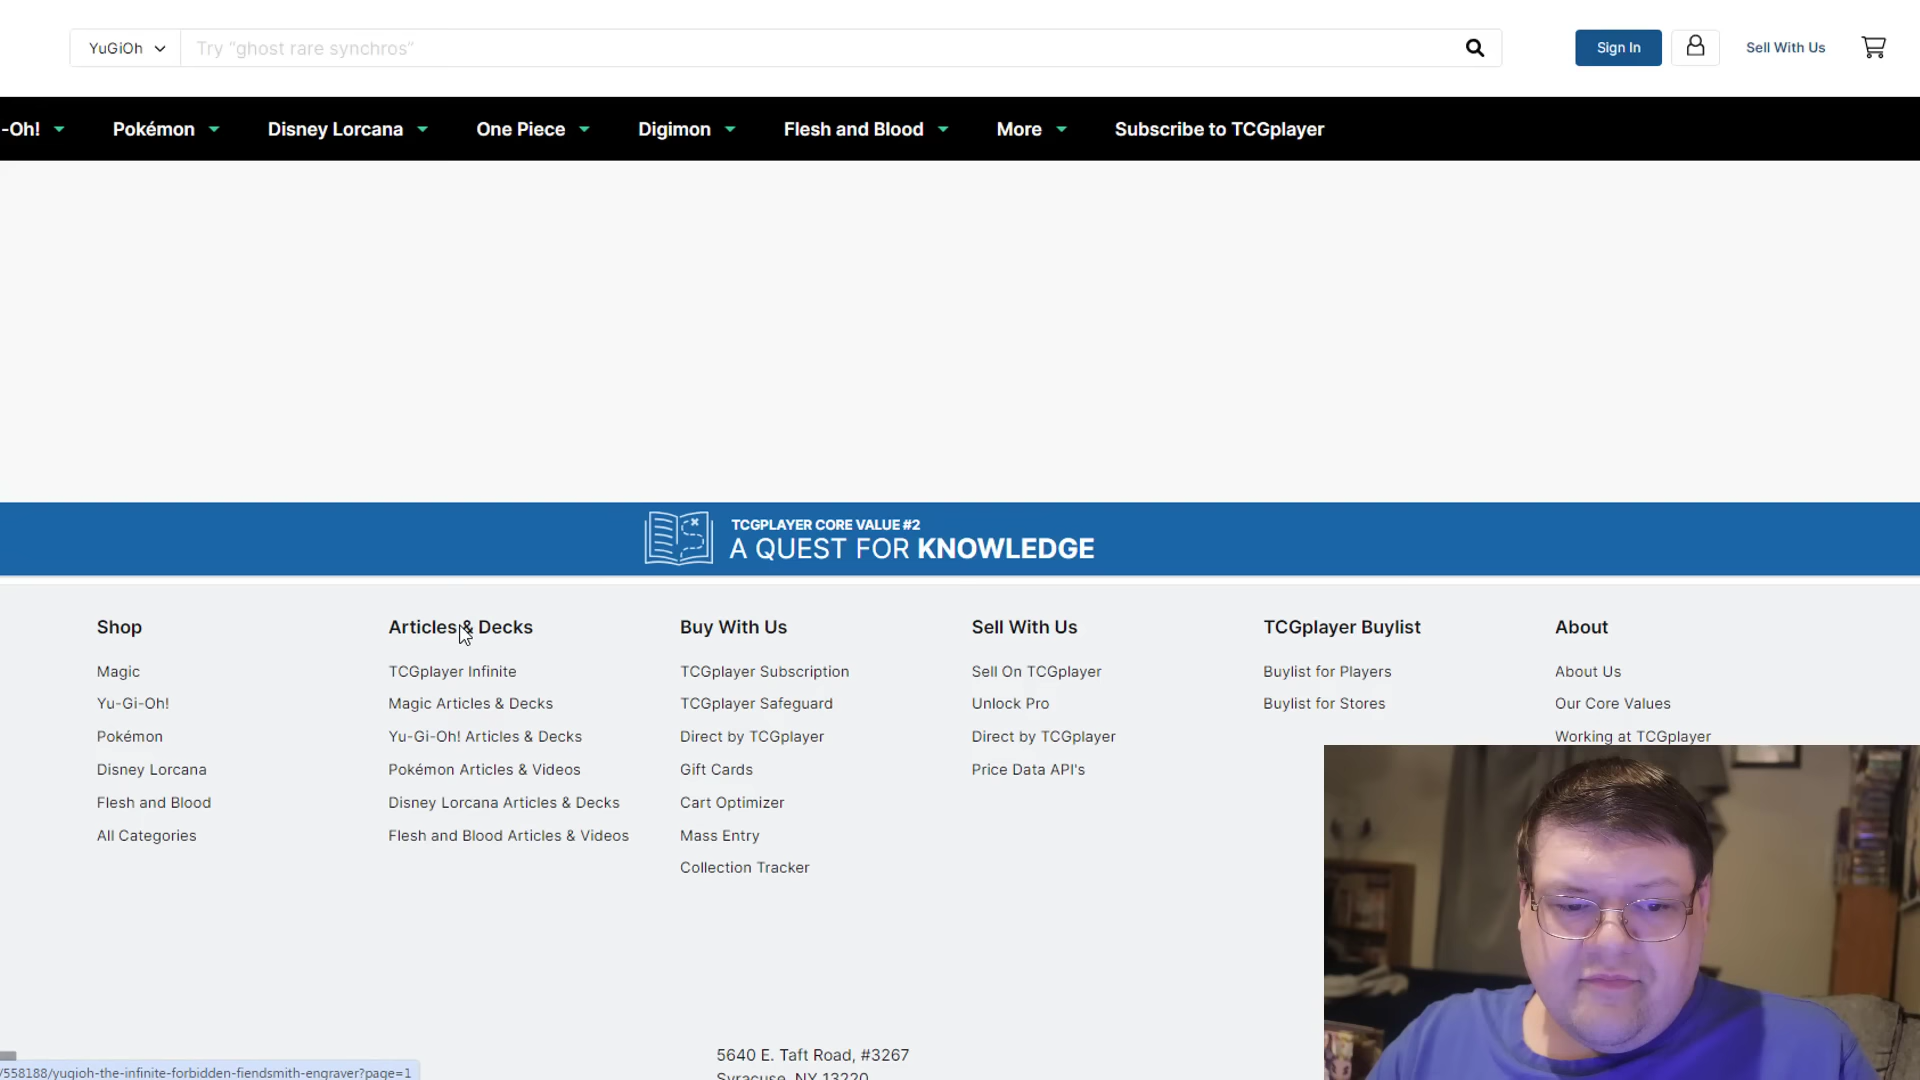 YuGiOh
Try “ghost rare synchros”
Sign In
Sell With Us
-Oh!
Pokémon
Disney Lorcana
One Piece
Digimon
Flesh and Blood
More
Subscribe to TCGplayer
TCGPLAYER CORE VALUE #2
A QUEST FOR KNOWLEDGE
Shop
Magic
Yu-Gi-Oh!
Pokémon
Disney Lorcana
Flesh and Blood
All Categories
Articles & Decks
TCGplayer Infinite
Magic Articles & Decks
Yu-Gi-Oh! Articles & Decks
Pokémon Articles & Videos
Disney Lorcana Articles & Decks
Flesh and Blood Articles & Videos
Buy With Us
TCGplayer Subscription
TCGplayer Safeguard
Direct by TCGplayer
Gift Cards
Cart Optimizer
Mass Entry
Collection Tracker
Sell With Us
Sell On TCGplayer
Unlock Pro
Direct by TCGplayer
Price Data API's
TCGplayer Buylist
Buylist for Players
Buylist for Stores
About
About Us
Our Core Values
Working at TCGplayer
5640 E. Taft Road, #3267
Syracuse, NY 13220
/558188/yugioh-the-infinite-forbidden-fiendsmith-engraver?page=1